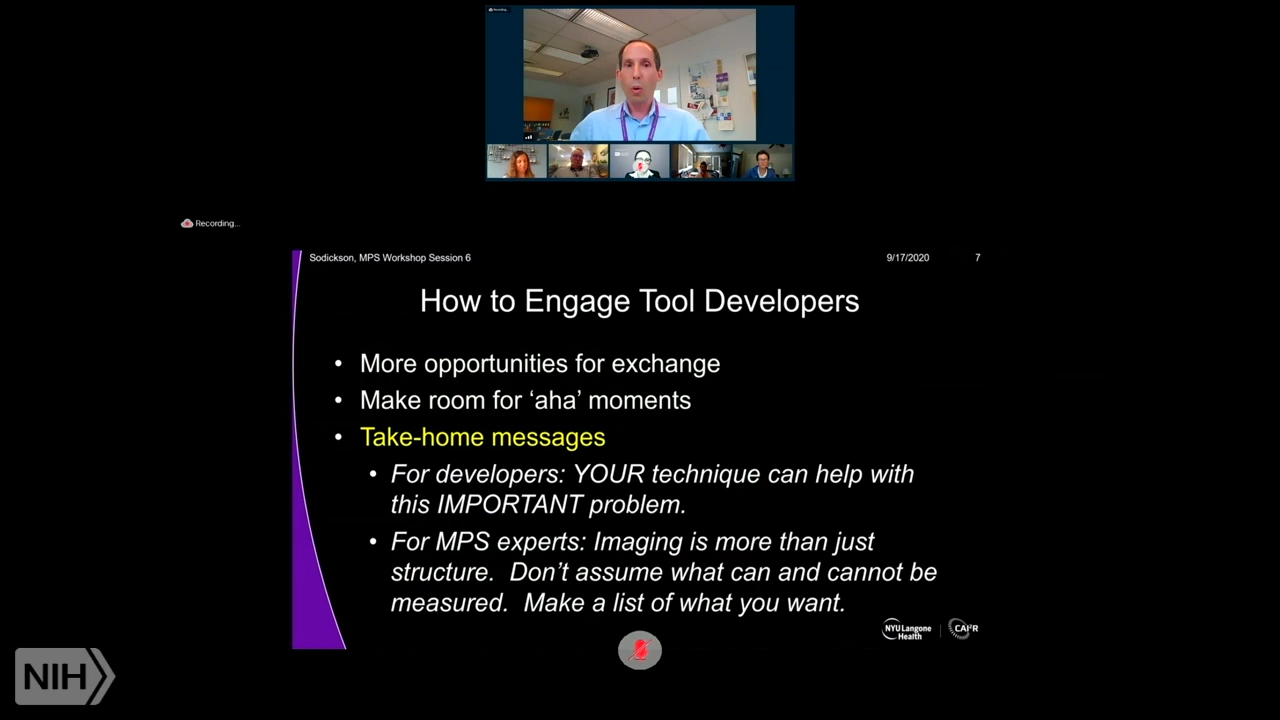 Recording...
Recording...
Sodickson, MPS Workshop Session 6
9/17/2020
7
How to Engage Tool Developers
• More opportunities for exchange
• Make room for ‘aha’ moments
• Take-home messages
• For developers: YOUR technique can help with
this IMPORTANT problem.
• For MPS experts: Imaging is more than just
structure.  Don’t assume what can and cannot be
measured.  Make a list of what you want.
NYU Langone
Health
CAI²R
NIH